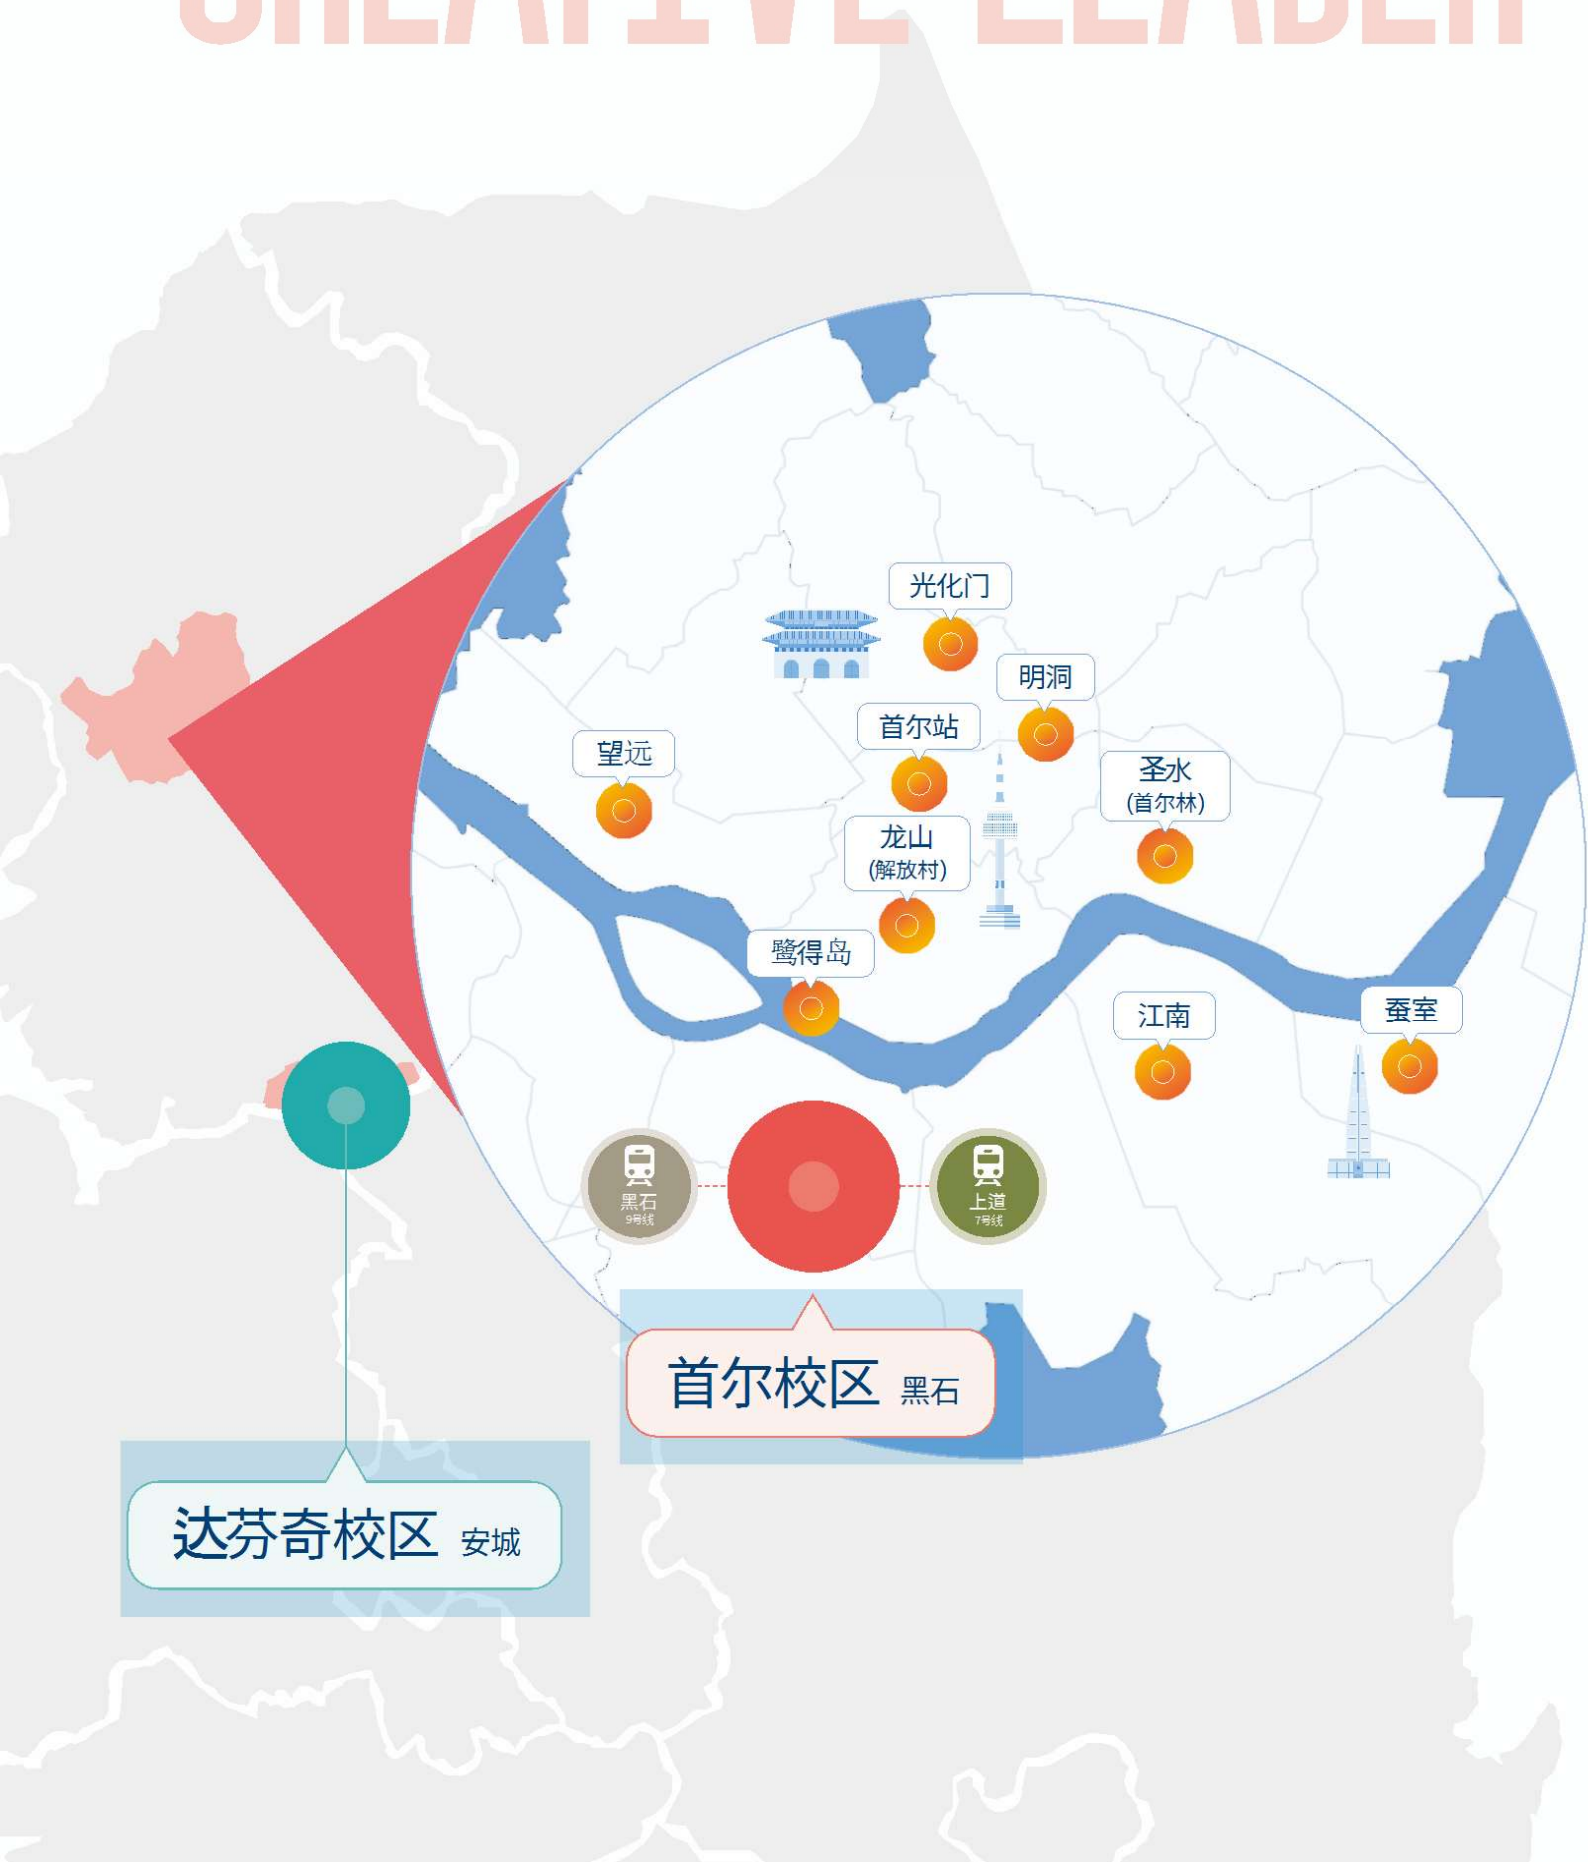 CREATIVE LEADER
光化门
明洞
首尔站
望远
圣水
(首尔林)
龙山
(解放村)
鹭得岛
江南
蚕室
黑石
9号线
上道
7号线
首尔校区 黑石
达芬奇校区 安城